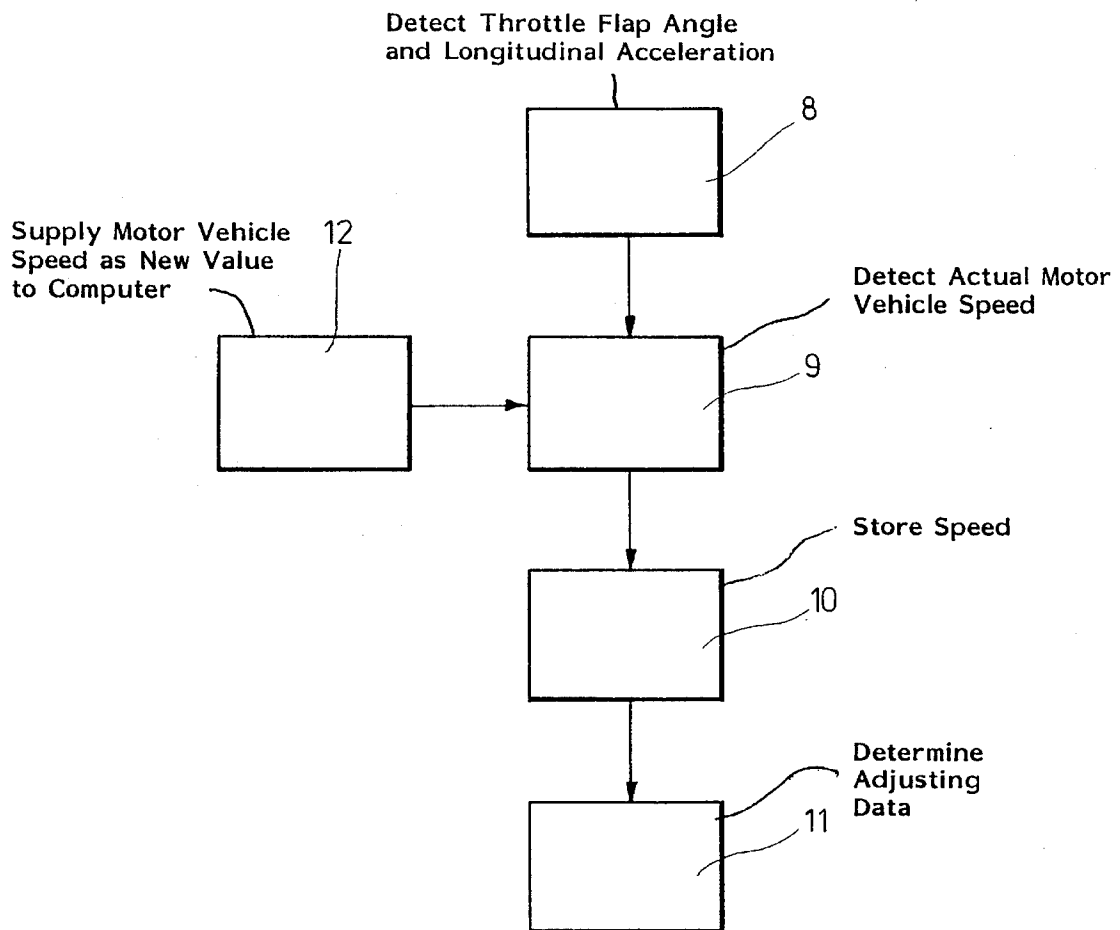 Detect Throttle Flap Angle
and Longitudinal Acceleration
8
Supply Motor Vehicle
Speed as New Value
to Computer
12
Detect Actual Motor
Vehicle Speed
9
Store Speed
10
Determine
Adjusting
Data
11